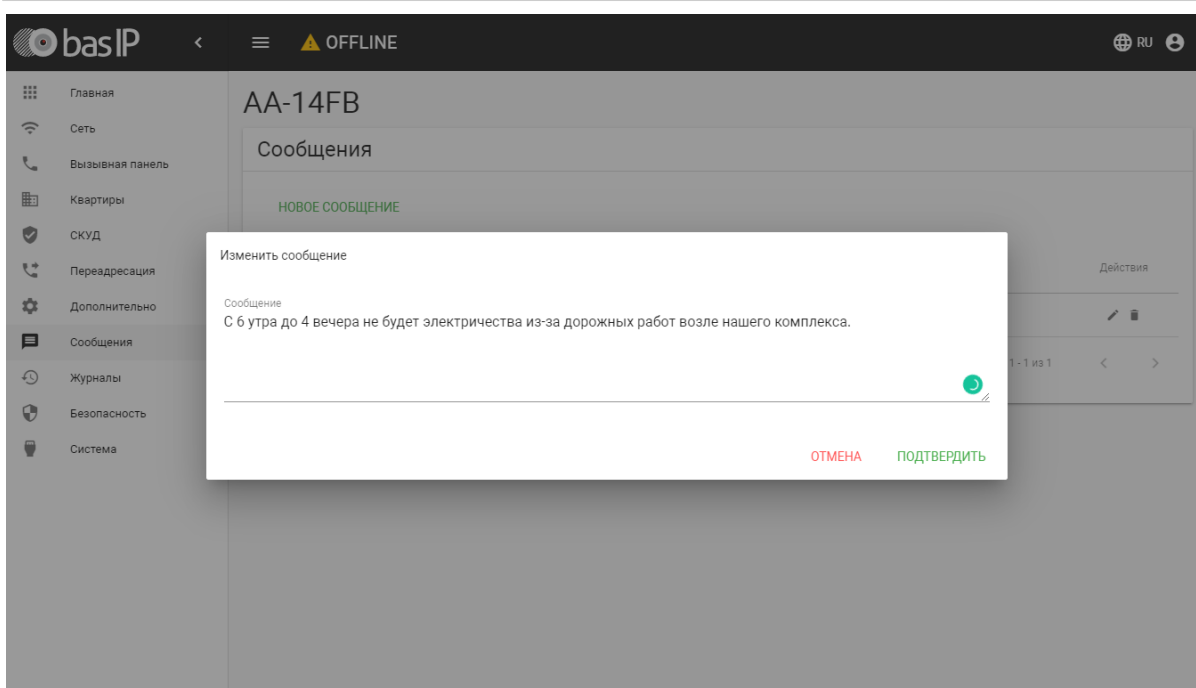 basIP
OFFLINE
RU
Главная
Сеть
Вызывная панель
Квартиры
СКУД
Переадресация
Дополнительно
Сообщения
Журналы
Безопасность
Система
AA-14FB
Сообщения
НОВОЕ СООБЩЕНИЕ
Действия
1 - 1 из 1
Изменить сообщение
Сообщение
С 6 утра до 4 вечера не будет электричества из-за дорожных работ возле нашего комплекса.
ОТМЕНА
ПОДТВЕРДИТЬ